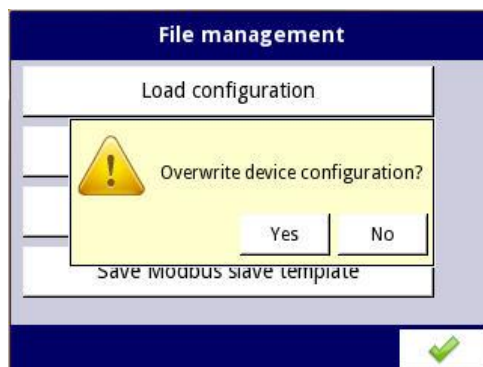 File management
Load configuration
Overwrite device configuration?
Yes
No
Save Modbus slave template